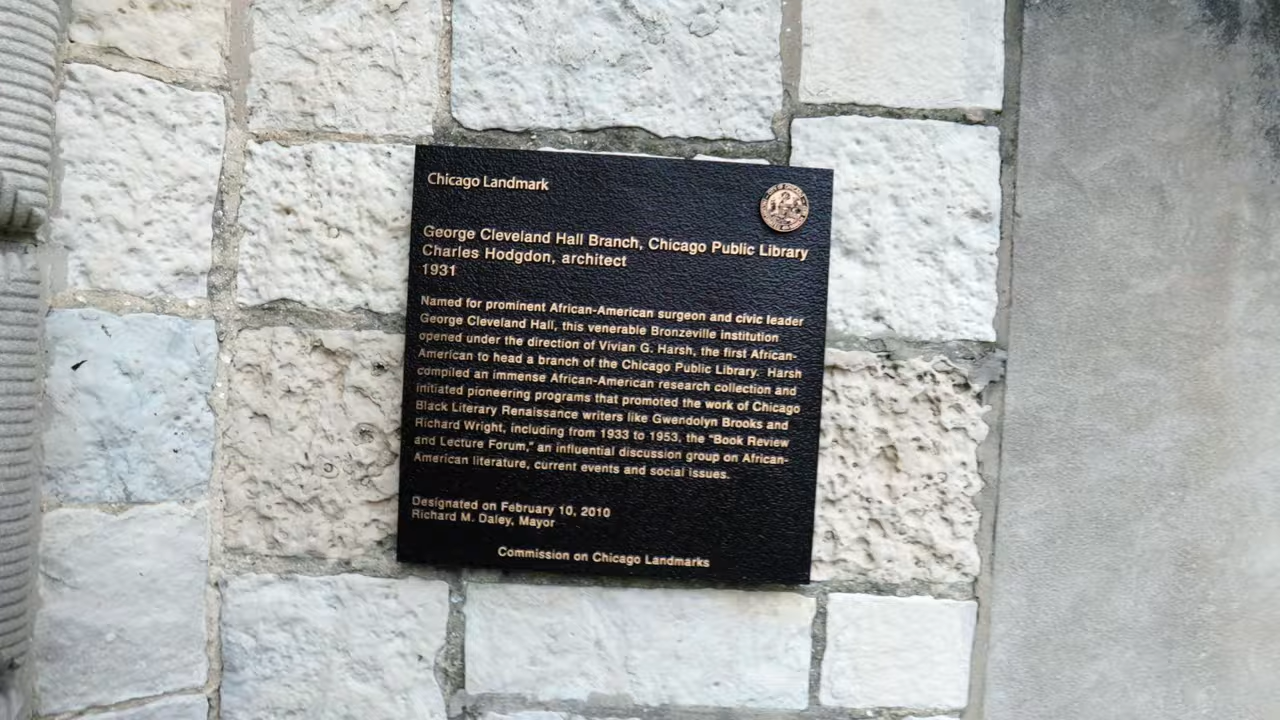 Chicago Landmark
George Cleveland Hall Branch, Chicago Public Library
Charles Hodgdon, architect
1931
Named for prominent African-American surgeon and civic leader
George Cleveland Hall, this venerable Bronzeville institution
opened under the direction of Vivian G. Harsh, the first African-
American to head a branch of the Chicago Public Library. Harsh
compiled an immense African-American research collection and
initiated pioneering programs that promoted the work of Chicago
Black Literary Renaissance writers like Gwendolyn Brooks and
Richard Wright, including from 1933 to 1953, the "Book Review
and Lecture Forum," an influential discussion group on African-
American literature, current events and social issues.
Designated on February 10, 2010
Richard M. Daley, Mayor
Commission on Chicago Landmarks